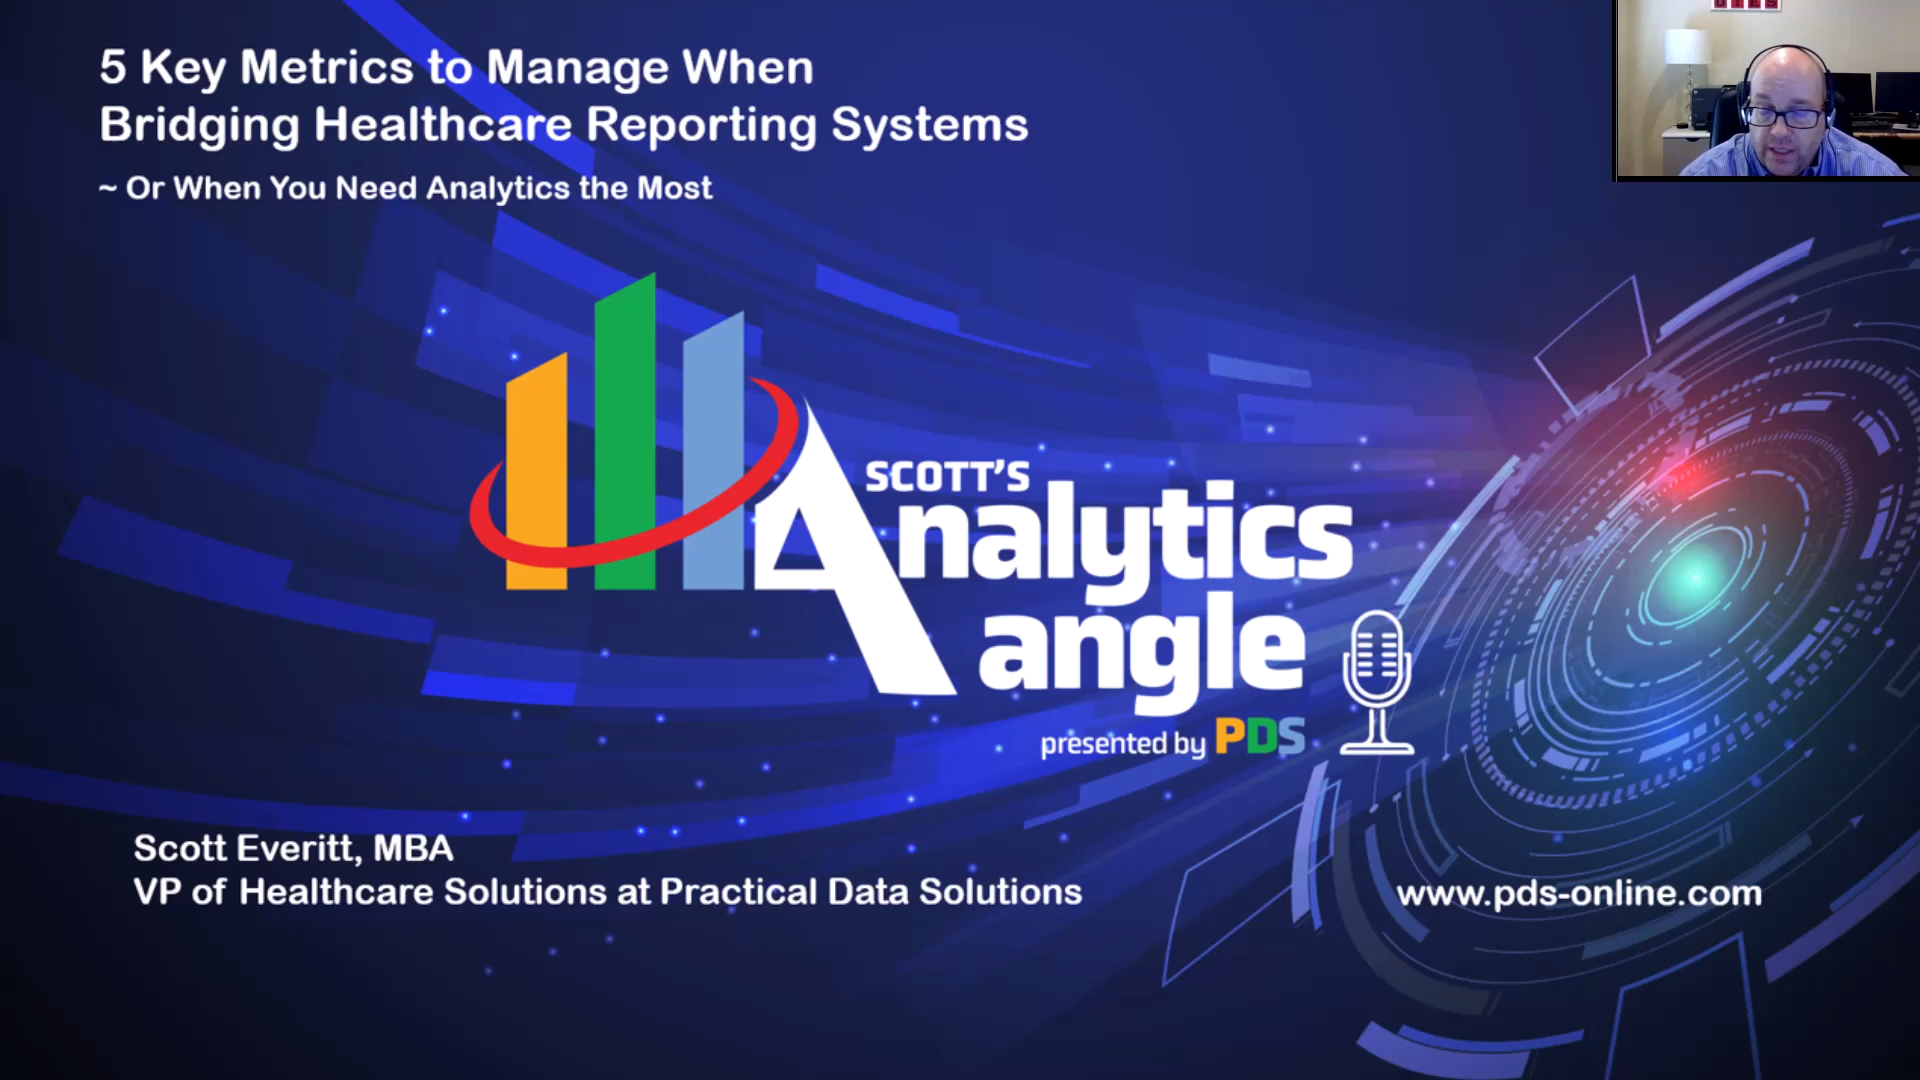 5 Key Metrics to Manage When
Bridging Healthcare Reporting Systems
~ Or When You Need Analytics the Most
SCOTT'S
Analytics
angle
presented by PDS
Scott Everitt, MBA
VP of Healthcare Solutions at Practical Data Solutions
www.pds-online.com